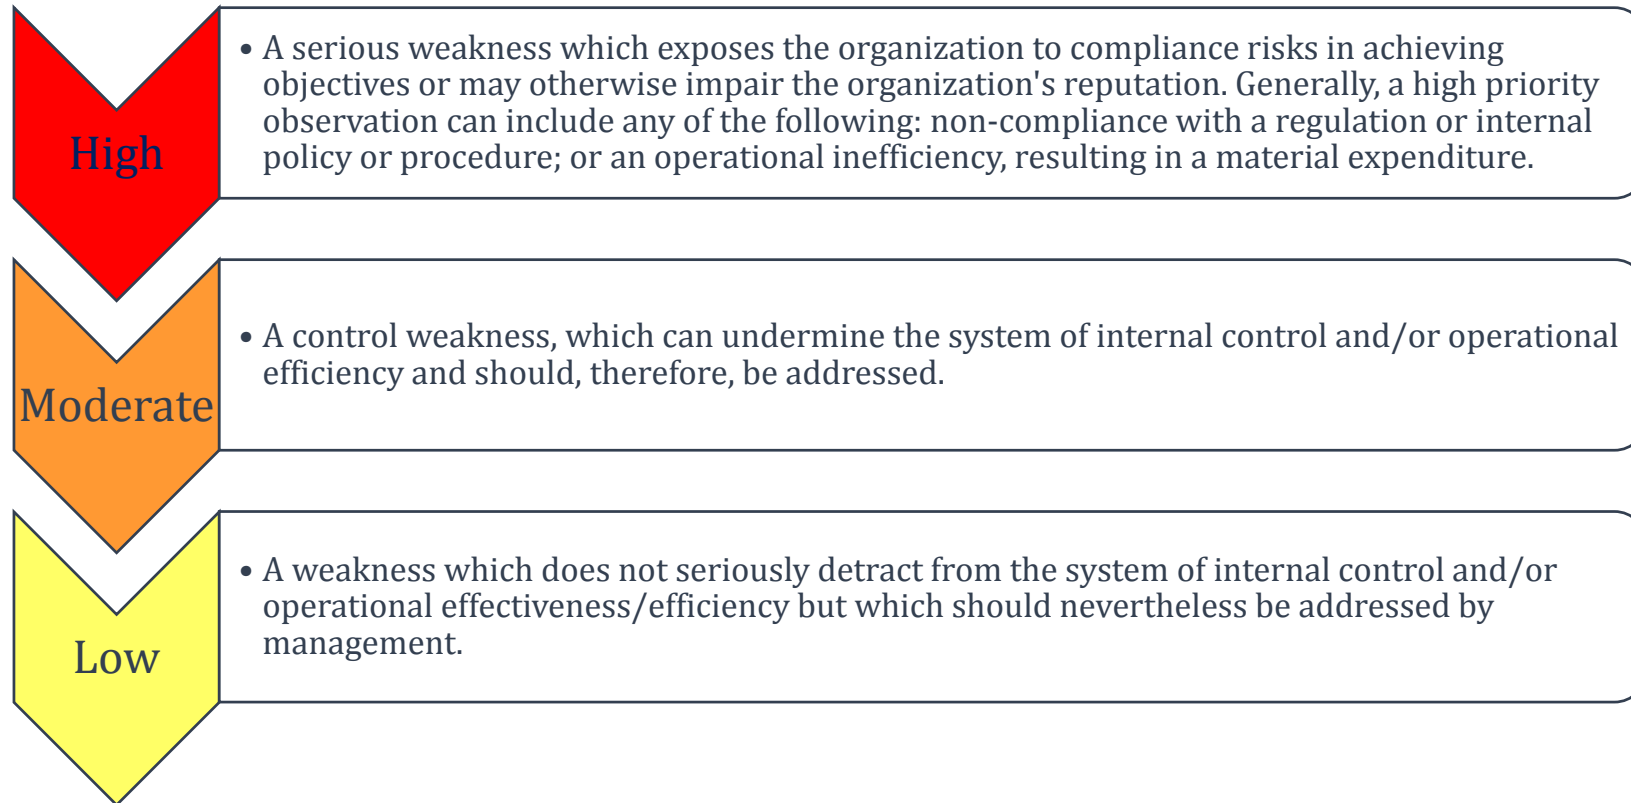 High
• A serious weakness which exposes the organization to compliance risks in achieving
objectives or may otherwise impair the organization's reputation. Generally, a high priority
observation can include any of the following: non-compliance with a regulation or internal
policy or procedure; or an operational inefficiency, resulting in a material expenditure.
Moderate
• A control weakness, which can undermine the system of internal control and/or operational
efficiency and should, therefore, be addressed.
Low
• A weakness which does not seriously detract from the system of internal control and/or
operational effectiveness/efficiency but which should nevertheless be addressed by
management.